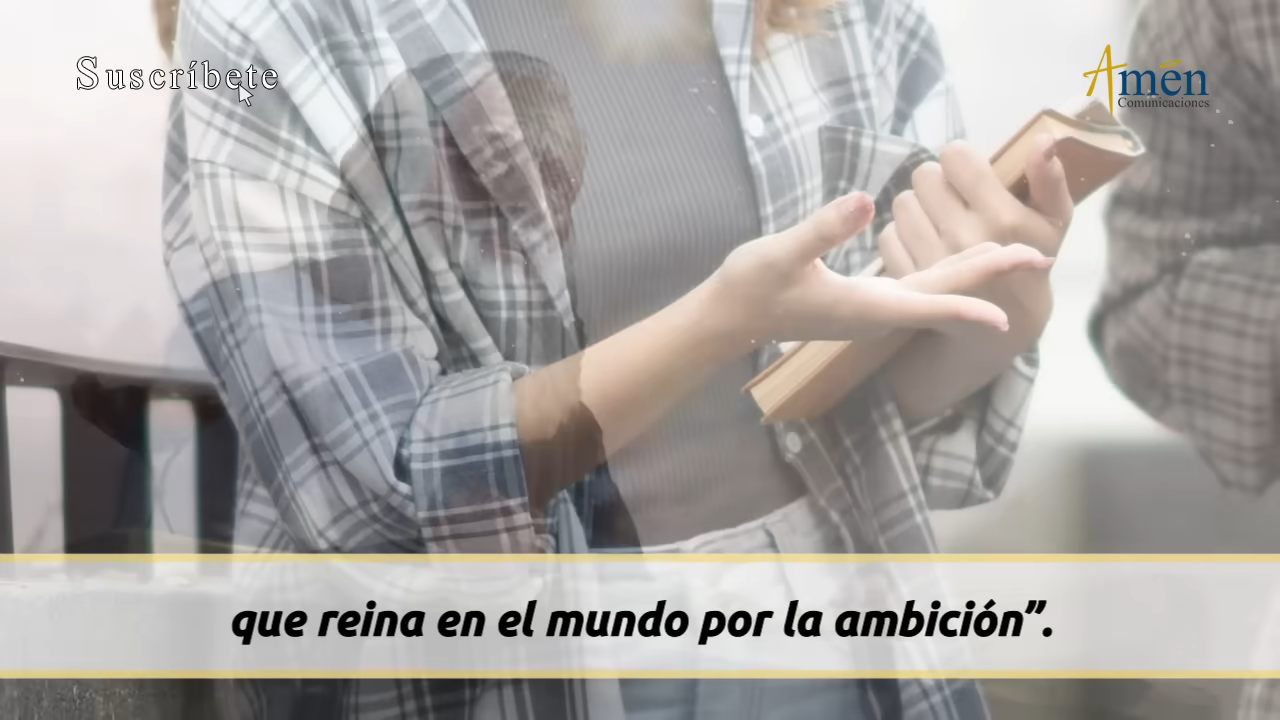 Suscríbete
Amén
Comunicaciones
que reina en el mundo por la ambición”.